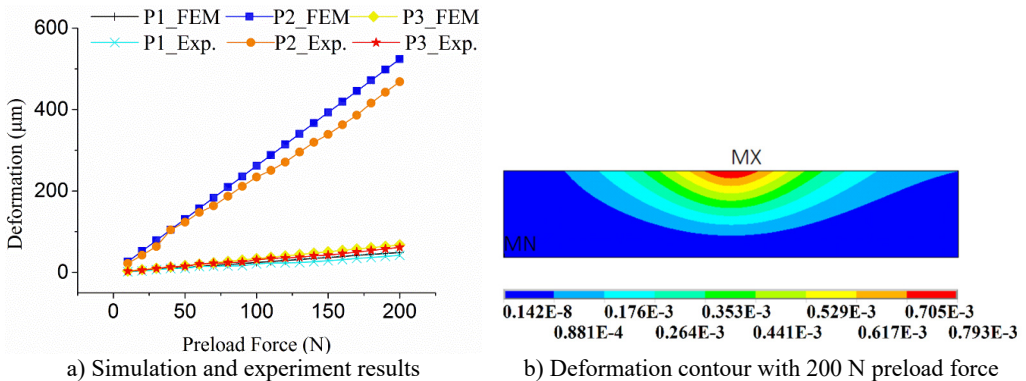 P1_FEM P2_FEM P3_FEM
P1_Exp. P2_Exp. P3_Exp.
600
400
200
0
Deformation (μm)
0 50 100 150 200
Preload Force (N)
a) Simulation and experiment results
MX
MN
0.142E-8 0.176E-3 0.353E-3 0.529E-3 0.705E-3
0.881E-4 0.264E-3 0.441E-3 0.617E-3 0.793E-3
b) Deformation contour with 200 N preload force